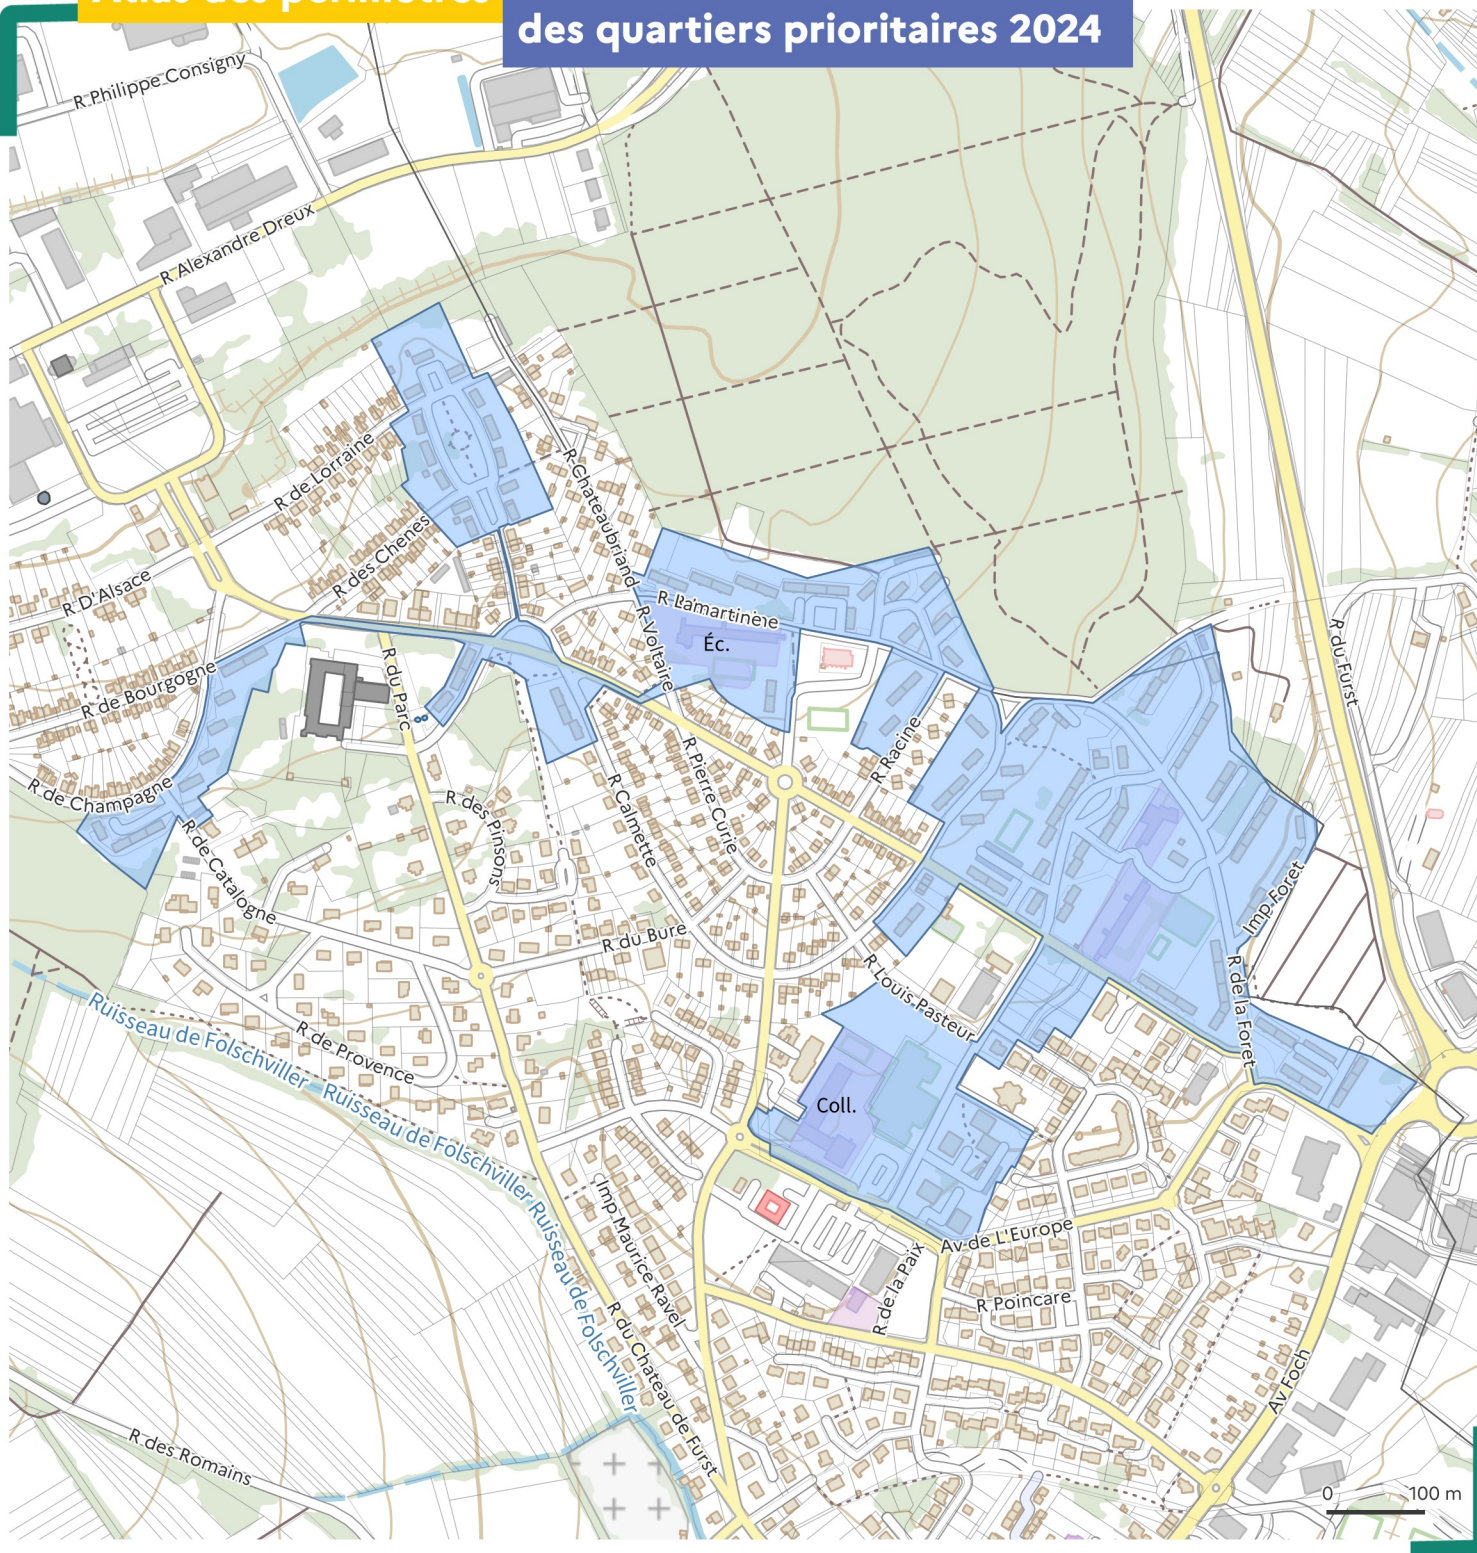 Atlas des périmètres
des quartiers prioritaires 2024
R Philippe Consigny
R Alexandre Dreux
R de Lorraine
R des Chenes
R D'Alsace
R Chateaubriand
R Lamartine
R Voltaire
Éc.
R du Furst
R de Bourgogne
R du Parc
R de Champagne
R Racine
R Pierre Curie
R Calmette
R des Pinsons
R de Catalogne
Imp Foret
R du Bure
R Louis Pasteur
R de la Foret
Ruisseau de Folschviller
R de Provence
Ruisseau de Folschviller
Coll.
Imp Maurice Ravel
Ruisseau de Folschviller
Av de L'Europe
R de la Paix
R Poincare
R du Chateau de Furst
Av Foch
R des Romains
0 100 m